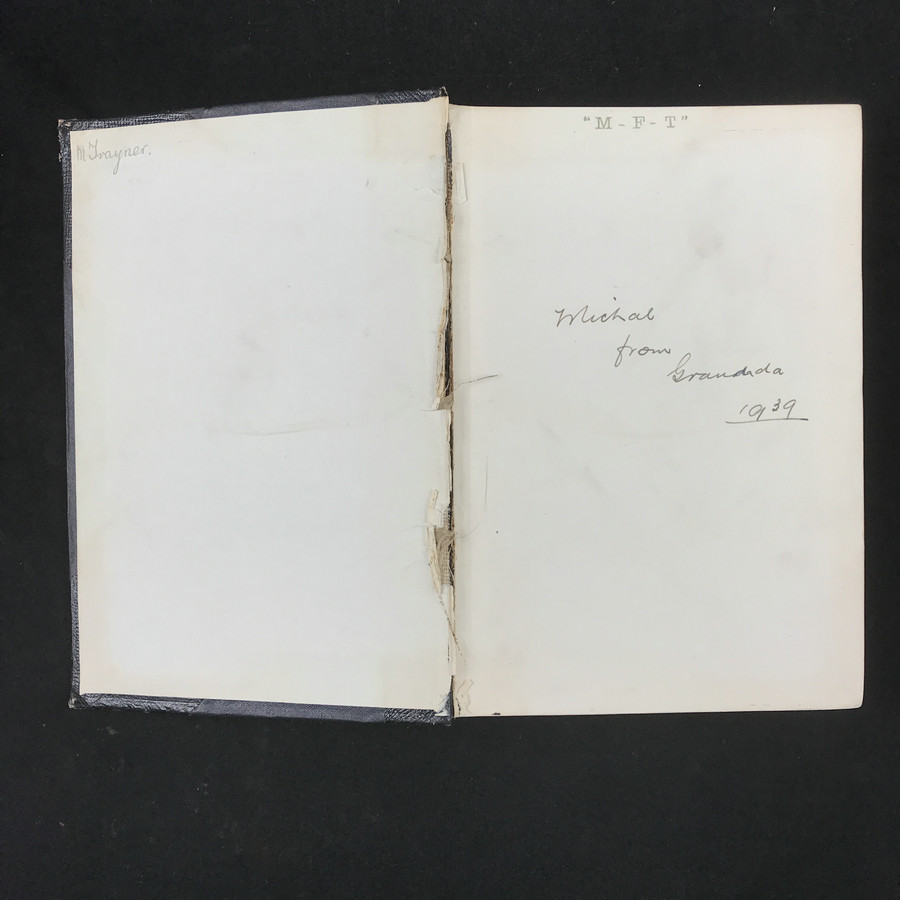 M Trayner.
"M - F - T"
Michal
from
Grandada
1939